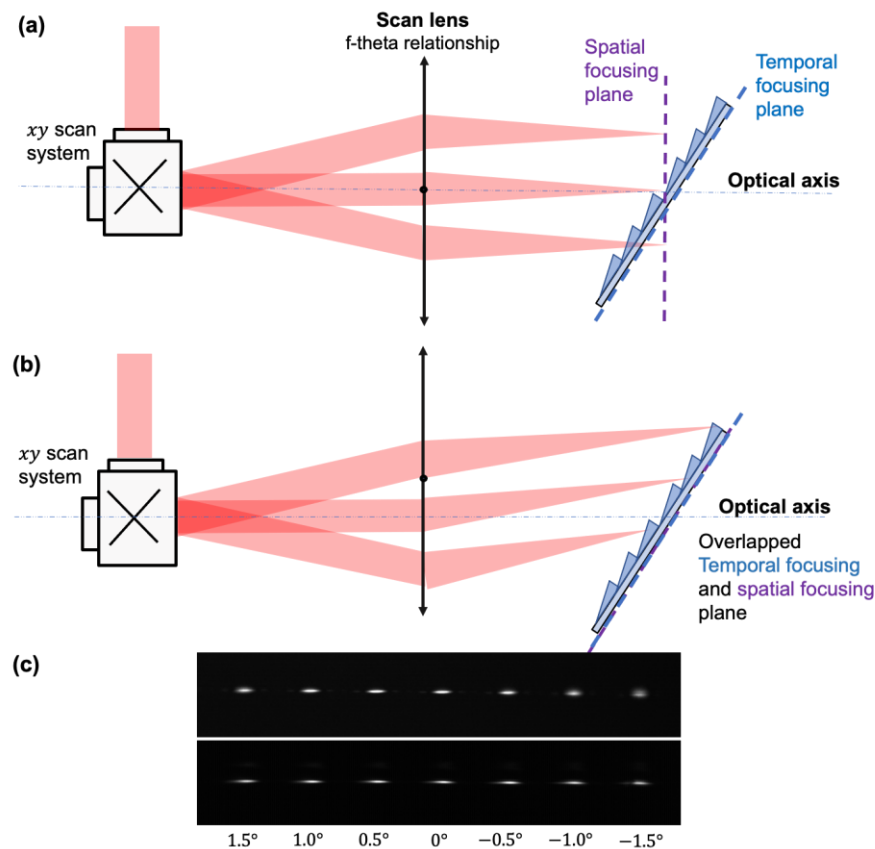 (a)
Scan lens
f-theta relationship
Spatial
focusing
plane
Temporal
focusing
plane
𝑥𝑦 scan
system
Optical axis
(b)
𝑥𝑦 scan
system
Optical axis
Overlapped
Temporal focusing
and spatial focusing
plane
(c)
1.5° 1.0° 0.5° 0° −0.5° −1.0° −1.5°